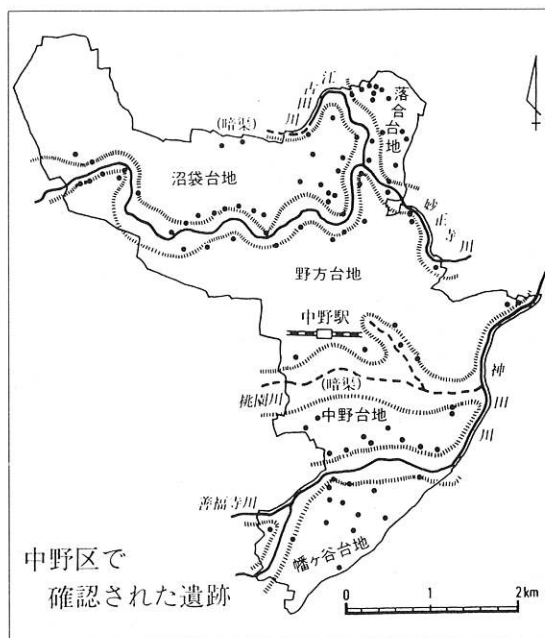 江古田川
(暗渠)
落合台地
沼袋台地
妙正寺川
野方台地
中野駅
(暗渠)
桃園川
神田川
中野台地
善福寺川
幡ヶ谷台地
中野区で
確認された遺跡
0 1 2km